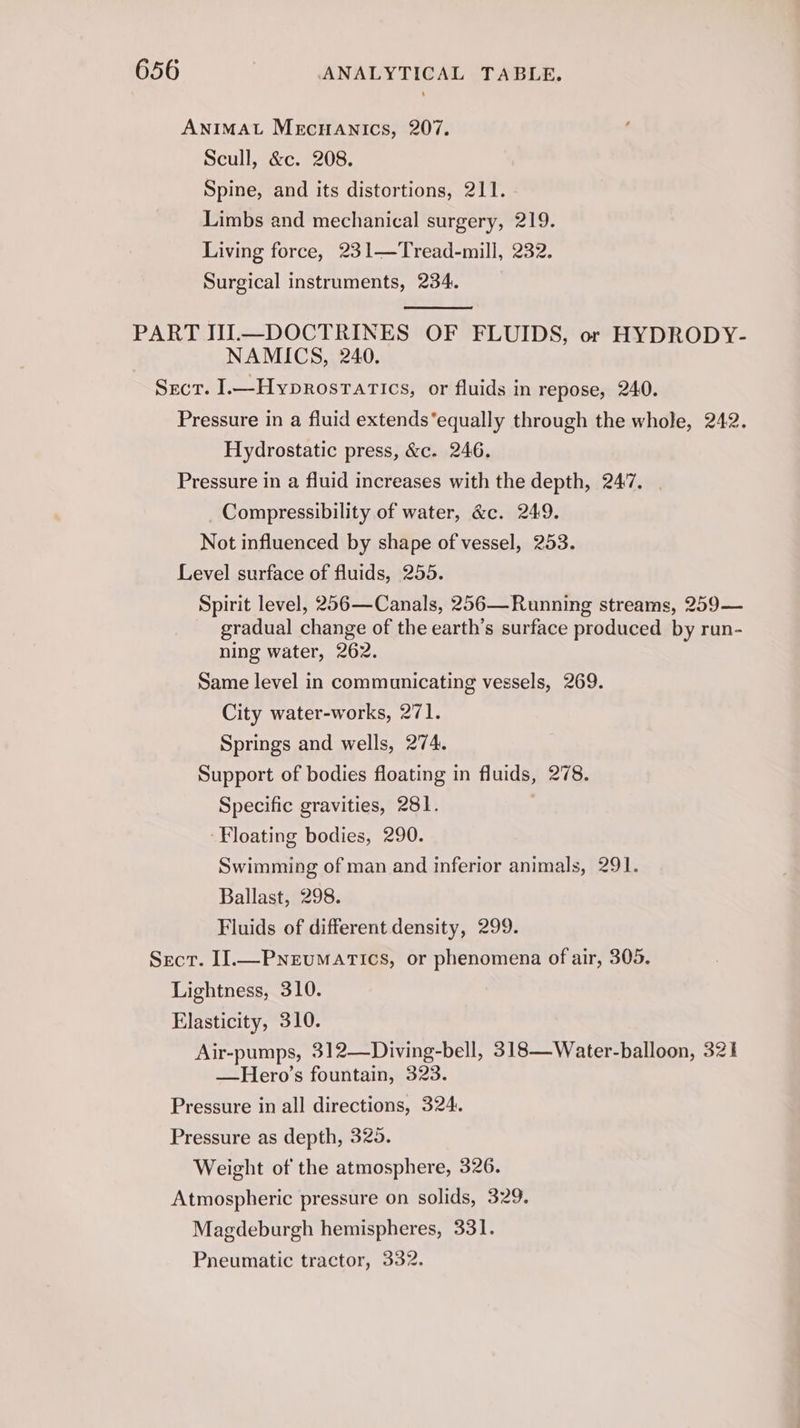 656 ANALYTICAL TABLE.
ANIMAL MECHANICS, 207.
Scull, &c. 208.
Spine, and its distortions, 211.
Limbs and mechanical surgery, 219.
Living force, 231—Tread-mill, 232.
Surgical instruments, 234.
PART III.—DOCTRINES OF FLUIDS, or HYDRODY-
NAMICS, 240.
SECT. I.—HYDROSTATICS, or fluids in repose, 240.
Pressure in a fluid extends equally through the whole, 242.
Hydrostatic press, &c. 246.
Pressure in a fluid increases with the depth, 247.
Compressibility of water, &c. 249.
Not influenced by shape of vessel, 253.
Level surface of fluids, 255.
Spirit level, 256—Canals, 256—Running streams, 259—
gradual change of the earth's surface produced by run-
ning water, 262.
Same level in communicating vessels, 269.
City water-works, 271.
Springs and wells, 274.
Support of bodies floating in fluids, 278.
Specific gravities, 281.
Floating bodies, 290.
Swimming of man and inferior animals, 291.
Ballast, 298.
Fluids of different density, 299.
SECT. II.—PNEUMATICS, or phenomena of air, 305.
Lightness, 310.
Elasticity, 310.
Air-pumps, 312—Diving-bell, 318—Water-balloon, 321
—Hero's fountain, 323.
Pressure in all directions, 324.
Pressure as depth, 325.
Weight of the atmosphere, 326.
Atmospheric pressure on solids, 329.
Magdeburgh hemispheres, 331.
Pneumatic tractor, 332.